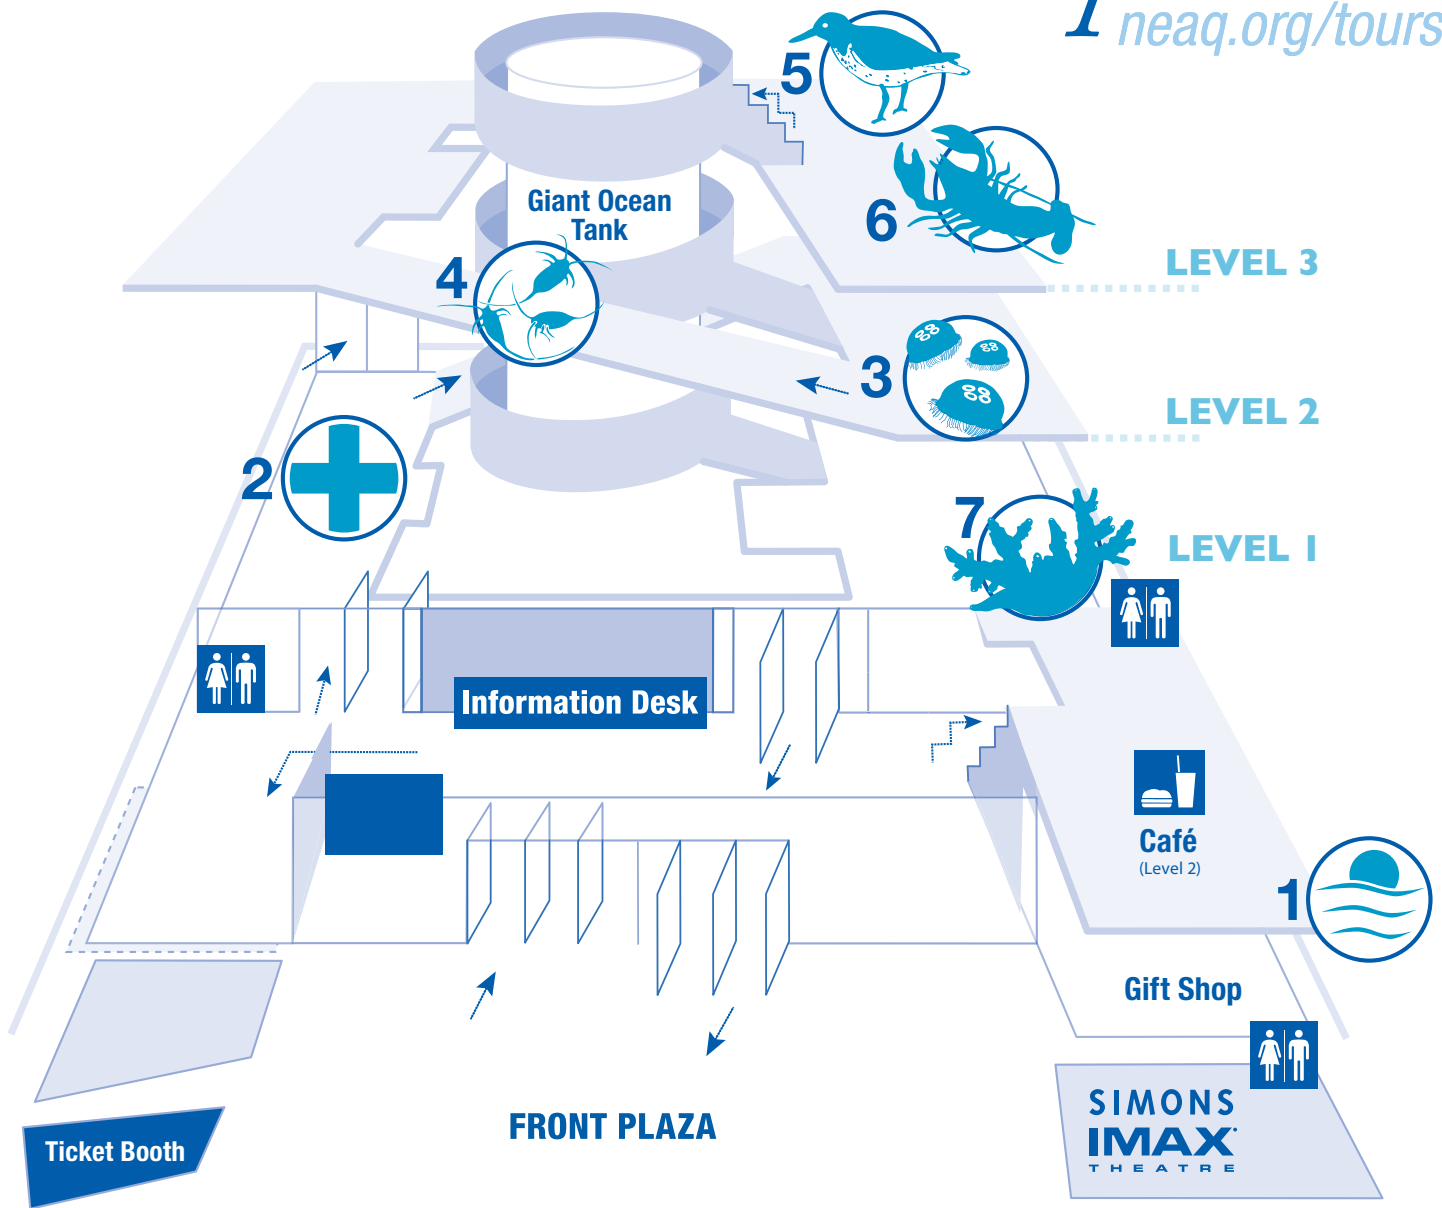 neaq.org/tours
5
Giant Ocean
Tank
6
4
LEVEL 3
3
LEVEL 2
2
7
LEVEL 1
Information Desk
Café
(Level 2)
1
Gift Shop
SIMONS
IMAX
THEATRE
FRONT PLAZA
Ticket Booth